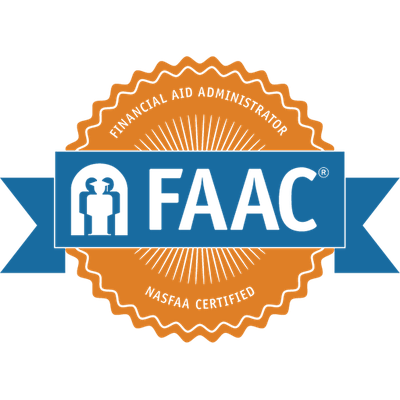 FINANCIAL AID ADMINISTRATOR
FAAC®
NASFAA CERTIFIED